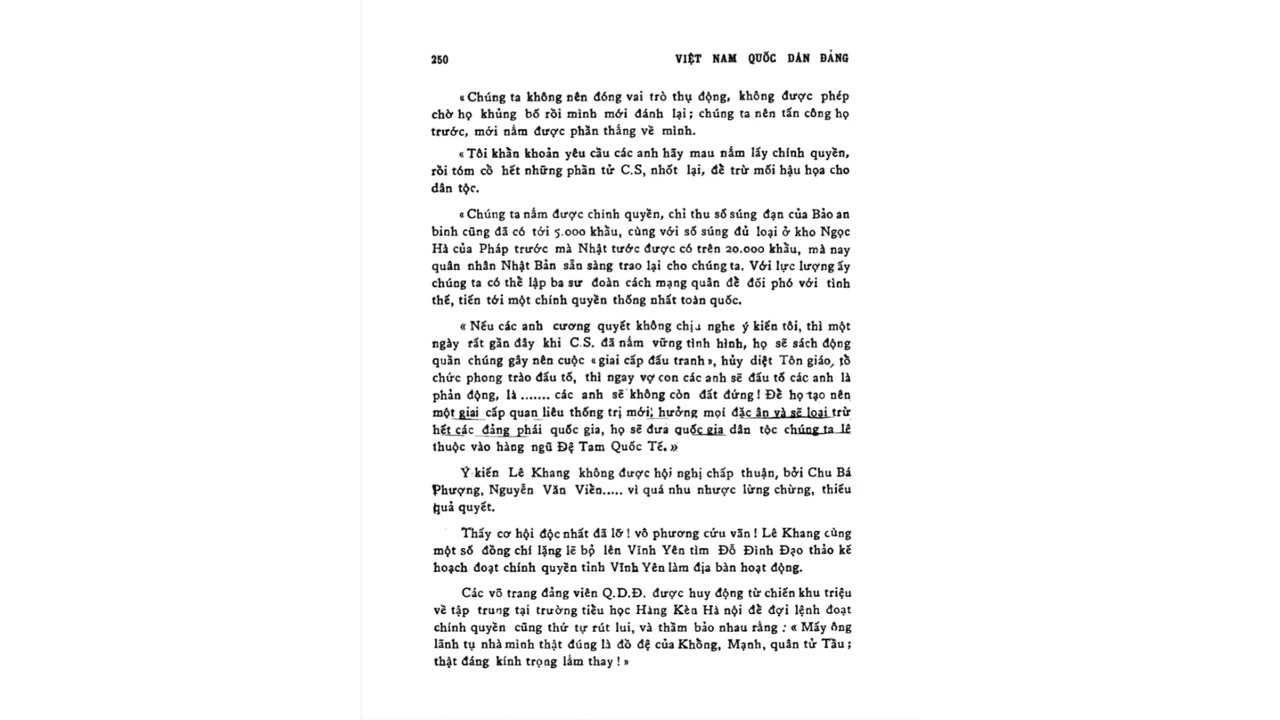 250 VIỆT NAM QUỐC DÂN ĐẢNG
« Chúng ta không nên đóng vai trò thụ động, không được phép
chờ họ khủng bố rồi mình mới đánh lại ; chúng ta nên tấn công họ
trước, mới nắm được phần thắng về mình.
« Tôi khẩn khoản yêu cầu các anh hãy mau nắm lấy chính quyền,
rồi tóm cổ hết những phần tử C.S, nhốt lại, để trừ mối hậu họa cho
dân tộc.
« Chúng ta nắm được chính quyền, chỉ thu số súng đạn của Bảo an
binh cũng đã có tới 5.000 khẩu, cùng với số súng đủ loại ở kho Ngọc
Hà của Pháp trước mà Nhật tước được có trên 20.000 khẩu, mà nay
quân nhân Nhật Bản sẵn sàng trao lại cho chúng ta. Với lực lượng ấy
chúng ta có thể lập ba sư đoàn cách mạng quân để đối phó với tình
thế, tiến tới một chính quyền thống nhất toàn quốc.
« Nếu các anh cương quyết không chịu nghe ý kiến tôi, thì một
ngày rất gần đây khi C.S. đã nắm vững tình hình, họ sẽ sách động
quần chúng gây nên cuộc « giai cấp đấu tranh », hủy diệt Tôn giáo, tổ
chức phong trào đấu tố, thì ngay vợ con các anh sẽ đấu tố các anh là
phản động, là ....... các anh sẽ không còn đất đứng ! Để họ tạo nên
một giai cấp quan liêu thống trị mới; hưởng mọi đặc ân và sẽ loại trừ
hết các đảng phái quốc gia, họ sẽ đưa quốc gia dân tộc chúng ta lệ
thuộc vào hàng ngũ Đệ Tam Quốc Tế. »
Ý kiến Lê Khang không được hội nghị chấp thuận, bởi Chu Bá
Phượng, Nguyễn Văn Viễn..... vì quá nhu nhược lừng chừng, thiếu
quả quyết.
Thấy cơ hội độc nhất đã lỡ ! vô phương cứu vãn ! Lê Khang cùng
một số đồng chí lặng lẽ bỏ lên Vĩnh Yên tìm Đỗ Đình Đạo thảo kế
hoạch đoạt chính quyền tỉnh Vĩnh Yên làm địa bàn hoạt động.
Các võ trang đảng viên Q.D.Đ. được huy động từ chiến khu triệu
về tập trung tại trường tiểu học Hàng Kèn Hà nội để đợi lệnh đoạt
chính quyền cũng thứ tự rút lui, và thầm bảo nhau rằng : « Mấy ông
lãnh tụ nhà mình thật đúng là đồ đệ của Khổng, Mạnh, quân tử Tầu ;
thật đáng kính trọng lắm thay ! »